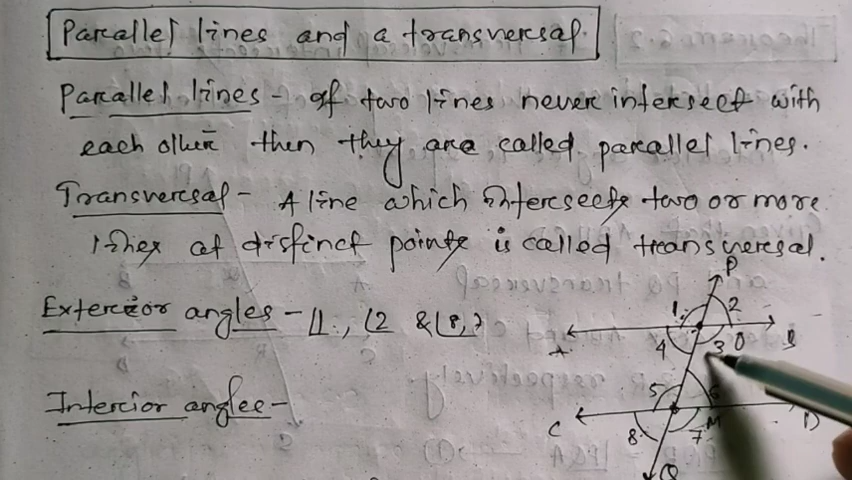 Parallel lines and a transversal.
Parallel lines - If two lines never intersect with
each other then they are called parallel lines.
Transversal - A line which intersects two or more
lines at distinct points is called transversal.
Exterior angles - ∠1, ∠2 & ∠8, 7
Interior angles -
P
1 2
A B
4 3 O
5 6
C M D
8 7
Q